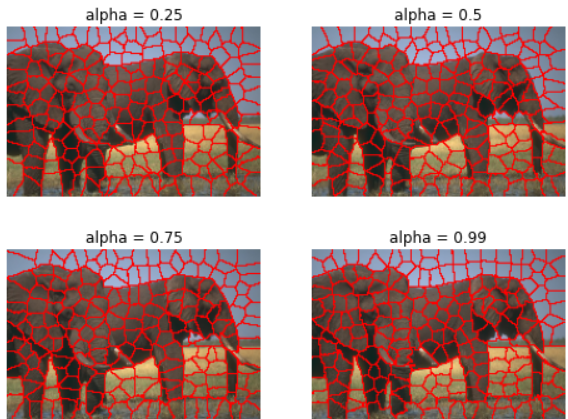 alpha = 0.25
alpha = 0.5
alpha = 0.75
alpha = 0.99